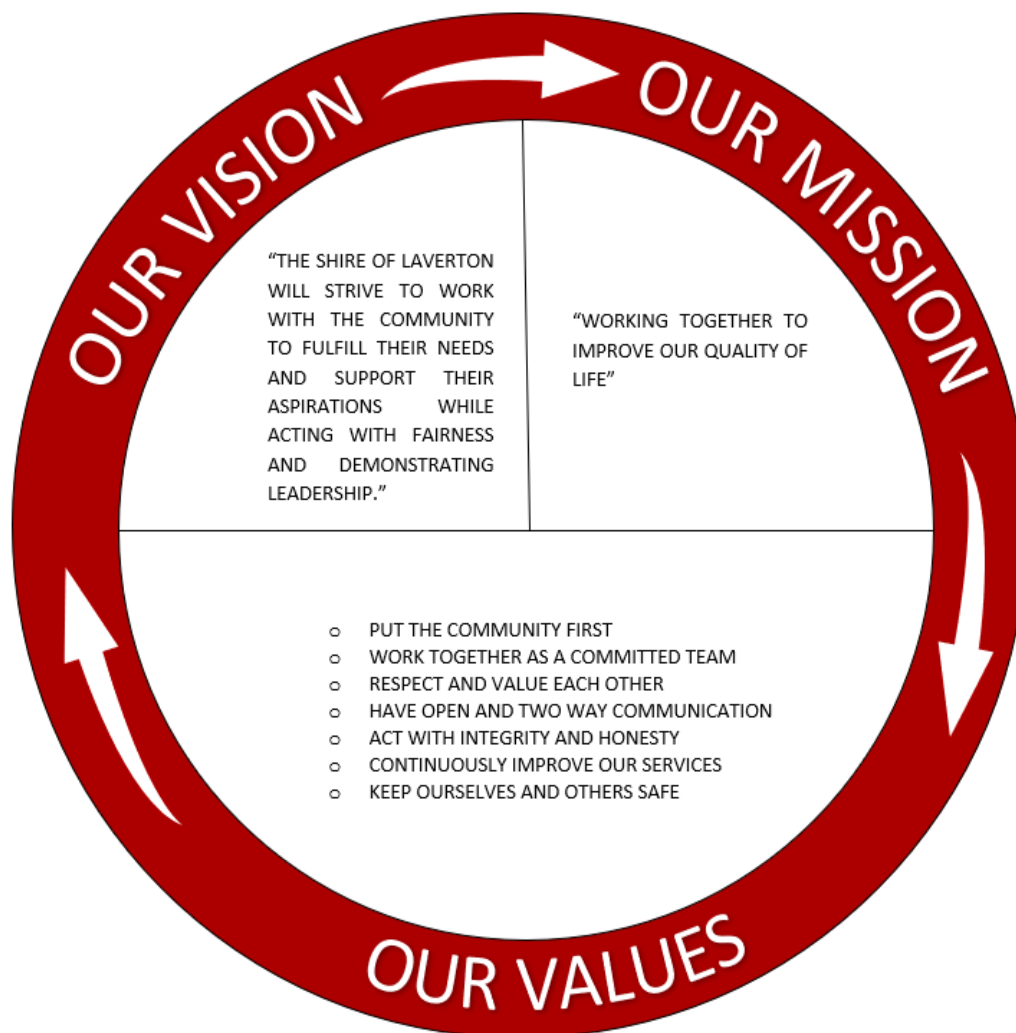 OUR VISION
“THE SHIRE OF LAVERTON
WILL STRIVE TO WORK
WITH THE COMMUNITY
TO FULFILL THEIR NEEDS
AND SUPPORT THEIR
ASPIRATIONS WHILE
ACTING WITH FAIRNESS
AND DEMONSTRATING
LEADERSHIP.”
OUR MISSION
“WORKING TOGETHER TO
IMPROVE OUR QUALITY OF
LIFE”
o PUT THE COMMUNITY FIRST
o WORK TOGETHER AS A COMMITTED TEAM
o RESPECT AND VALUE EACH OTHER
o HAVE OPEN AND TWO WAY COMMUNICATION
o ACT WITH INTEGRITY AND HONESTY
o CONTINUOUSLY IMPROVE OUR SERVICES
o KEEP OURSELVES AND OTHERS SAFE
OUR VALUES